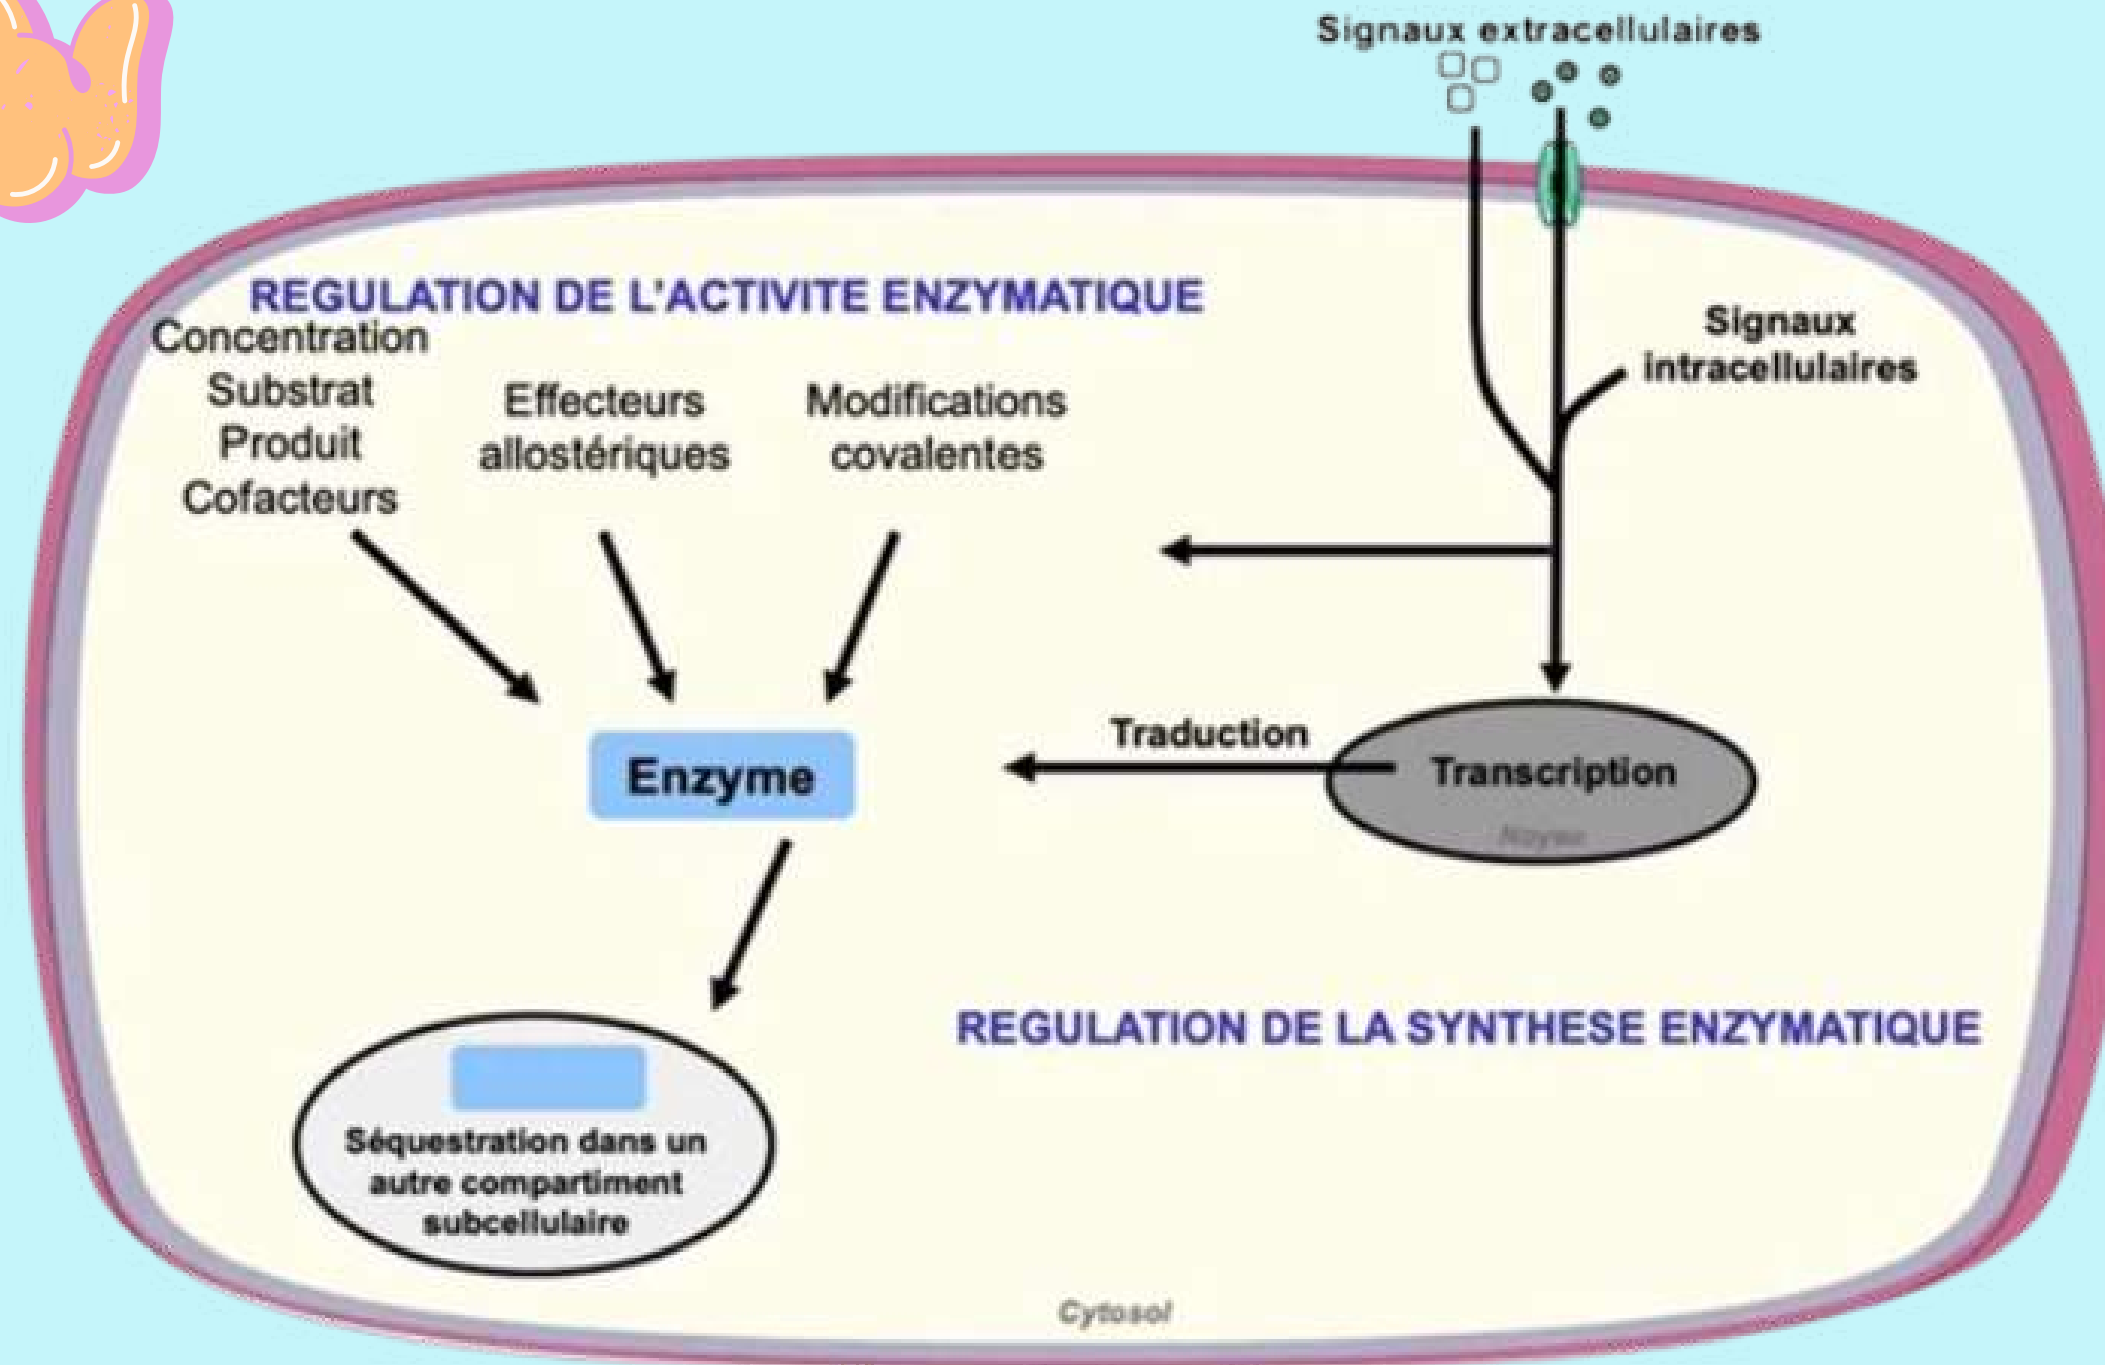 Signaux extracellulaires
REGULATION DE L'ACTIVITE ENZYMATIQUE
Concentration
Substrat
Produit
Cofacteurs
Effecteurs
allostériques
Modifications
covalentes
Signaux
intracellulaires
Traduction
Transcription
Noyau
Enzyme
REGULATION DE LA SYNTHESE ENZYMATIQUE
Séquestration dans un
autre compartiment
subcellulaire
Cytosol